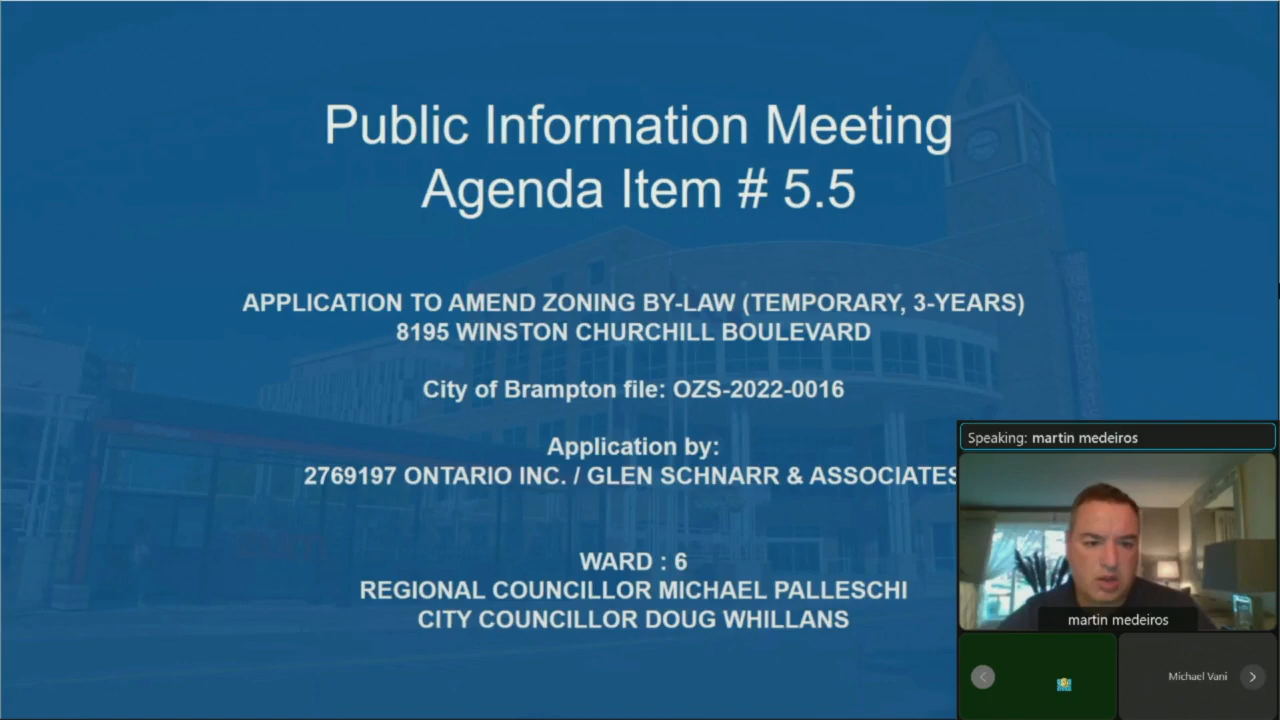 Public Information Meeting
Agenda Item # 5.5
APPLICATION TO AMEND ZONING BY-LAW (TEMPORARY, 3-YEARS)
8195 WINSTON CHURCHILL BOULEVARD
City of Brampton file: OZS-2022-0016
Application by:
2769197 ONTARIO INC. / GLEN SCHNARR & ASSOCIATES
WARD : 6
REGIONAL COUNCILLOR MICHAEL PALLESCHI
CITY COUNCILLOR DOUG WHILLANS
Speaking: martin medeiros
martin medeiros
Michael Vani